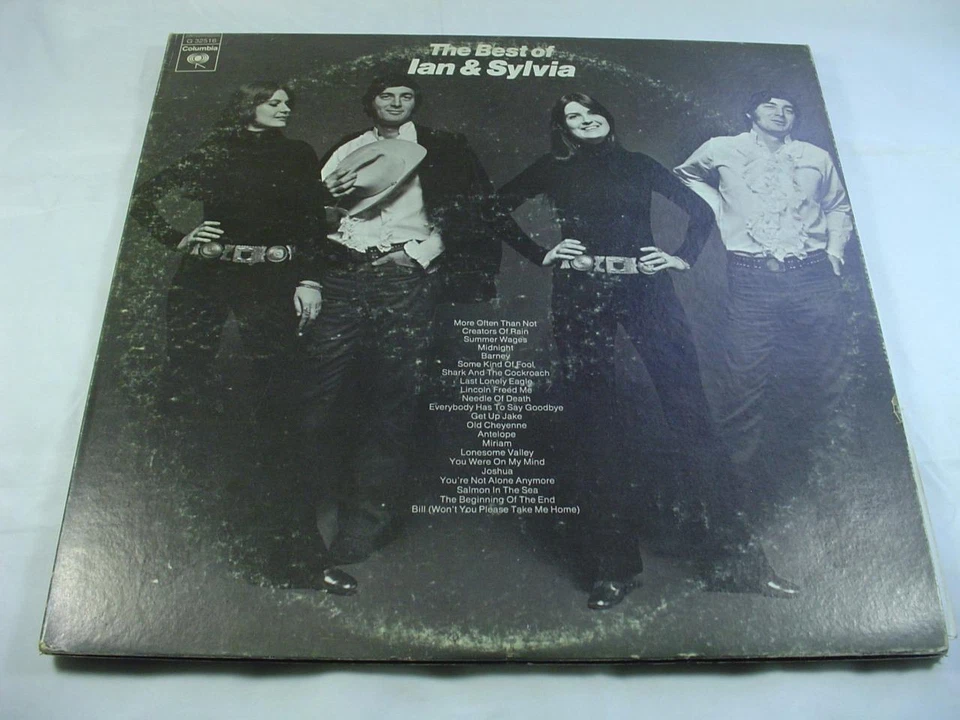 G 32516
Columbia
The Best of
Ian & Sylvia
More Often Than Not
Creators Of Rain
Summer Wages
Midnight
Barney
Some Kind Of Fool
Shark And The Cockroach
Last Lonely Eagle
Lincoln Freed Me
Needle Of Death
Everybody Has To Say Goodbye
Get Up Jake
Old Cheyenne
Antelope
Miriam
Lonesome Valley
You Were On My Mind
Joshua
You're Not Alone Anymore
Salmon In The Sea
The Beginning Of The End
Bill (Won't You Please Take Me Home)